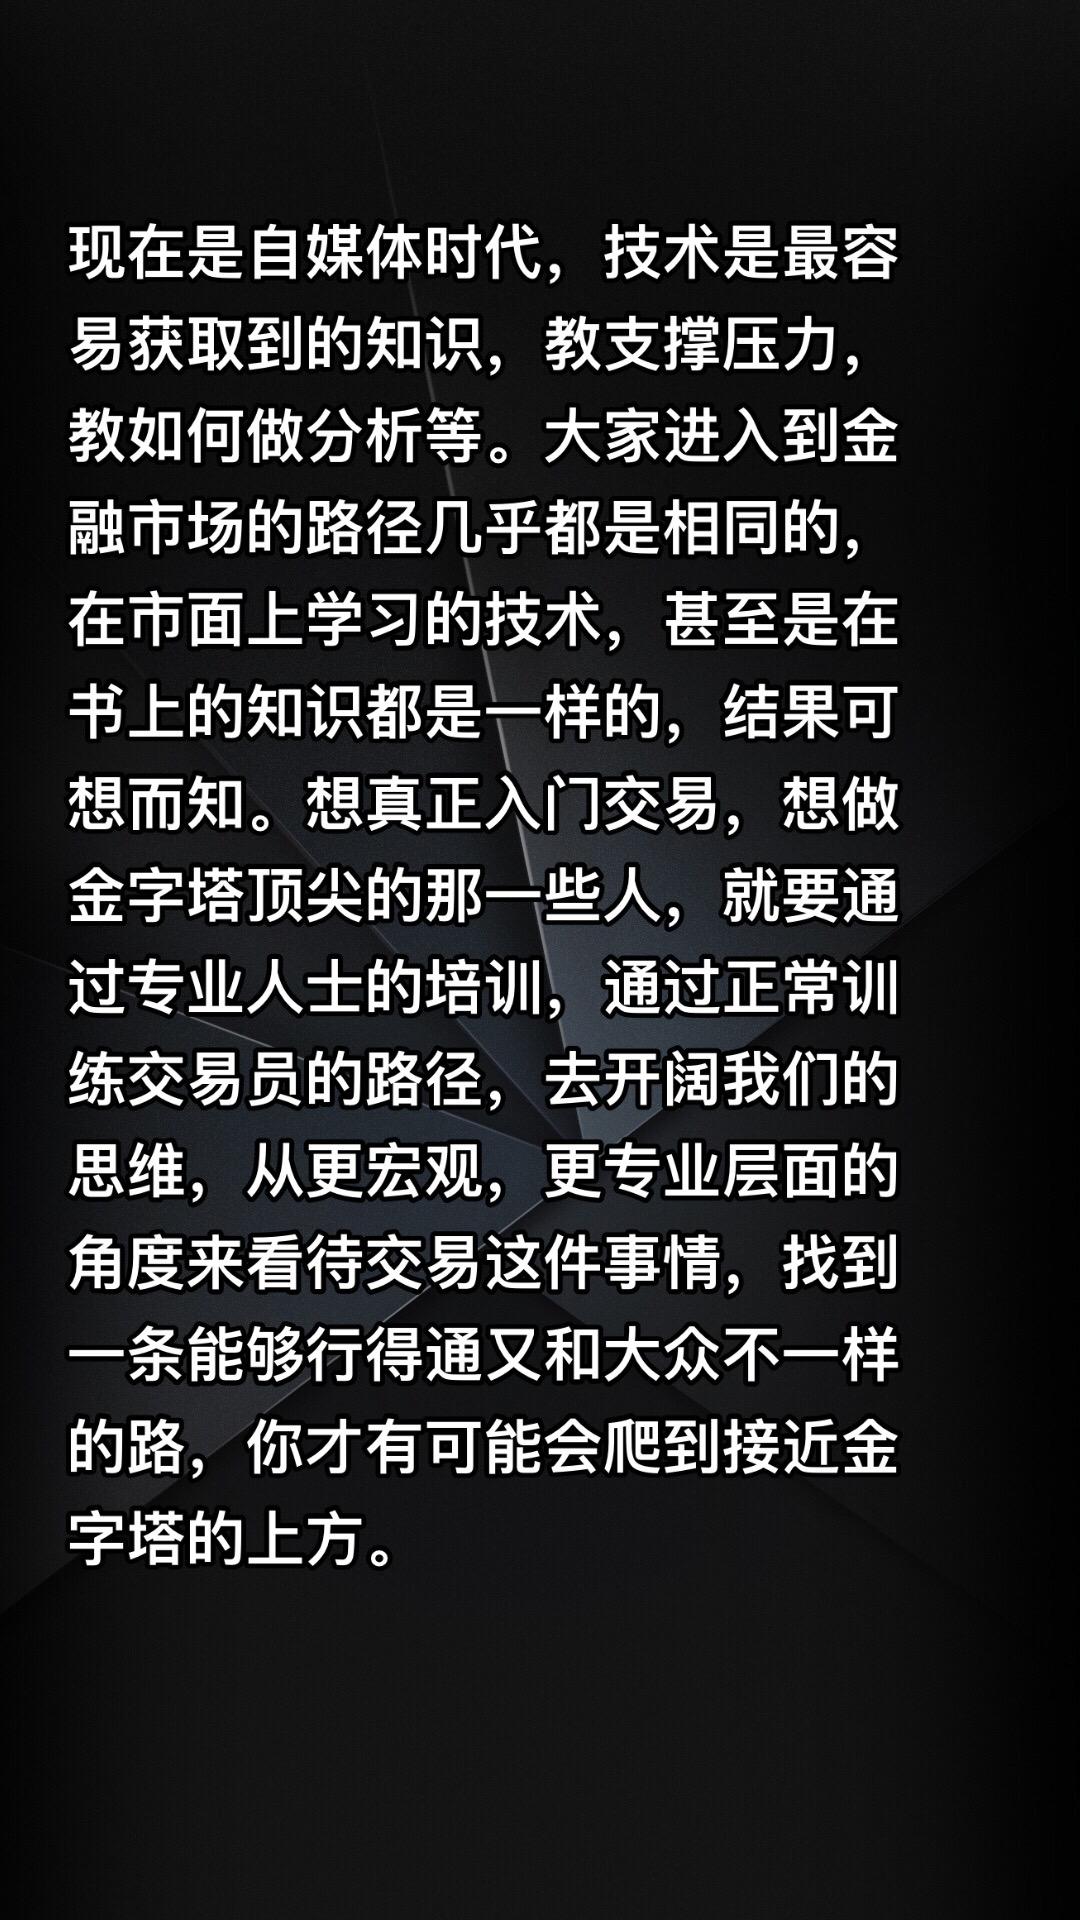 现在是自媒体时代，技术是最容
易获取到的知识，教支撑压力，
教如何做分析等。大家进入到金
融市场的路径几乎都是相同的，
在市面上学习的技术，甚至是在
书上的知识都是一样的，结果可
想而知。想真正入门交易，想做
金字塔顶尖的那一些人，就要通
过专业人士的培训，通过正常训
练交易员的路径，去开阔我们的
思维，从更宏观，更专业层面的
角度来看待交易这件事情，找到
一条能够行得通又和大众不一样
的路，你才有可能会爬到接近金
字塔的上方。